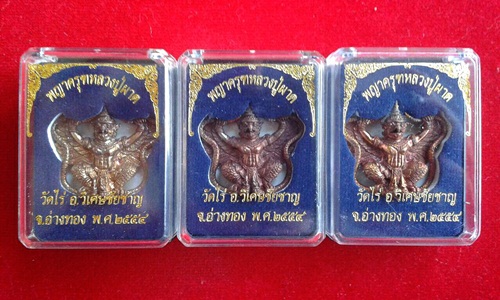 พญาครุฑหลวงปู่ผาด
วัดไร่ อ.วิเศษชัยชาญ
จ.อ่างทอง พ.ศ.๒๕๕๔
พญาครุฑหลวงปู่ผาด
วัดไร่ อ.วิเศษชัยชาญ
จ.อ่างทอง พ.ศ.๒๕๕๔
พญาครุฑหลวงปู่ผาด
วัดไร่ อ.วิเศษชัยชาญ
จ.อ่างทอง พ.ศ.๒๕๕๔